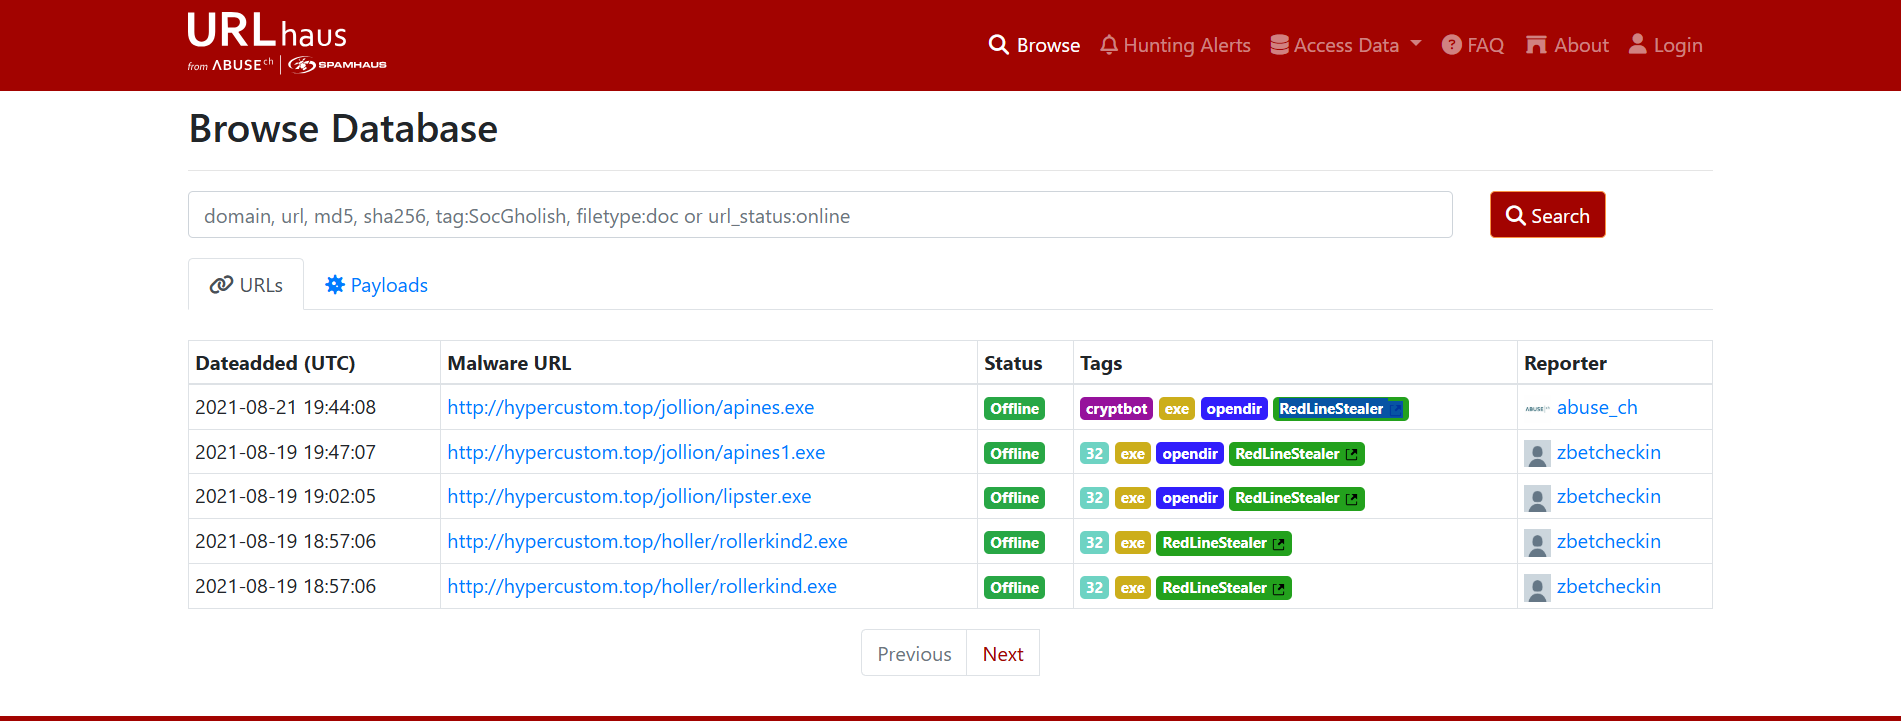 URLhaus
from ABUSE ch | SPAMHAUS
Browse Hunting Alerts Access Data FAQ About Login
Browse Database
domain, url, md5, sha256, tag:SocGholish, filetype:doc or url_status:online Search
URLs Payloads
Dateadded (UTC) Malware URL Status Tags Reporter
2021-08-21 19:44:08 http://hypercustom.top/jollion/apines.exe Offline cryptbot exe opendir RedLineStealer ABUSE ch abuse_ch
2021-08-19 19:47:07 http://hypercustom.top/jollion/apines1.exe Offline 32 exe opendir RedLineStealer zbetcheckin
2021-08-19 19:02:05 http://hypercustom.top/jollion/lipster.exe Offline 32 exe opendir RedLineStealer zbetcheckin
2021-08-19 18:57:06 http://hypercustom.top/holler/rollerkind2.exe Offline 32 exe RedLineStealer zbetcheckin
2021-08-19 18:57:06 http://hypercustom.top/holler/rollerkind.exe Offline 32 exe RedLineStealer zbetcheckin
Previous Next